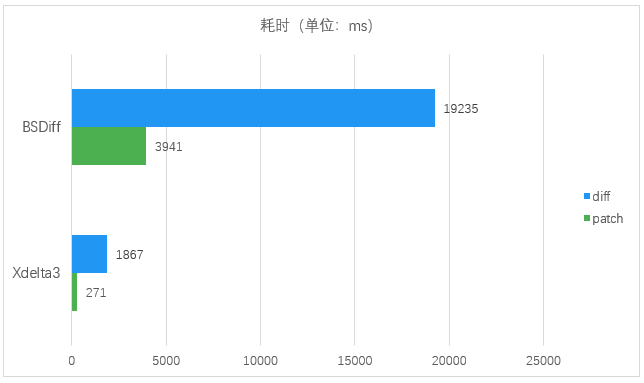 耗时（单位：ms）
BSDiff
19235
3941
Xdelta3
1867
271
diff
patch
0 5000 10000 15000 20000 25000